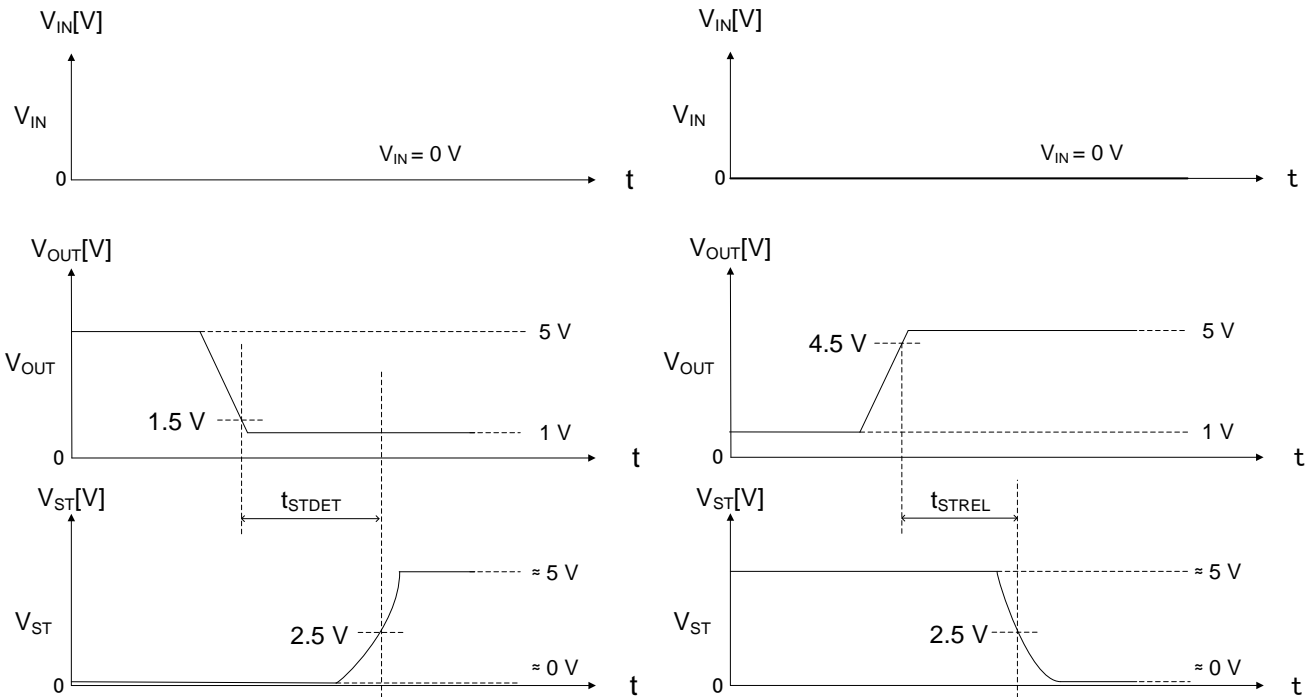 V_IN[V]
V_IN
V_IN = 0 V
0
t
V_OUT[V]
5 V
V_OUT
1.5 V
1 V
0
t
V_ST[V]
t_STDET
≈ 5 V
V_ST
2.5 V
≈ 0 V
0
t
V_IN[V]
V_IN
V_IN = 0 V
0
t
V_OUT[V]
5 V
4.5 V
V_OUT
1 V
0
t
V_ST[V]
t_STREL
≈ 5 V
V_ST
2.5 V
≈ 0 V
0
t